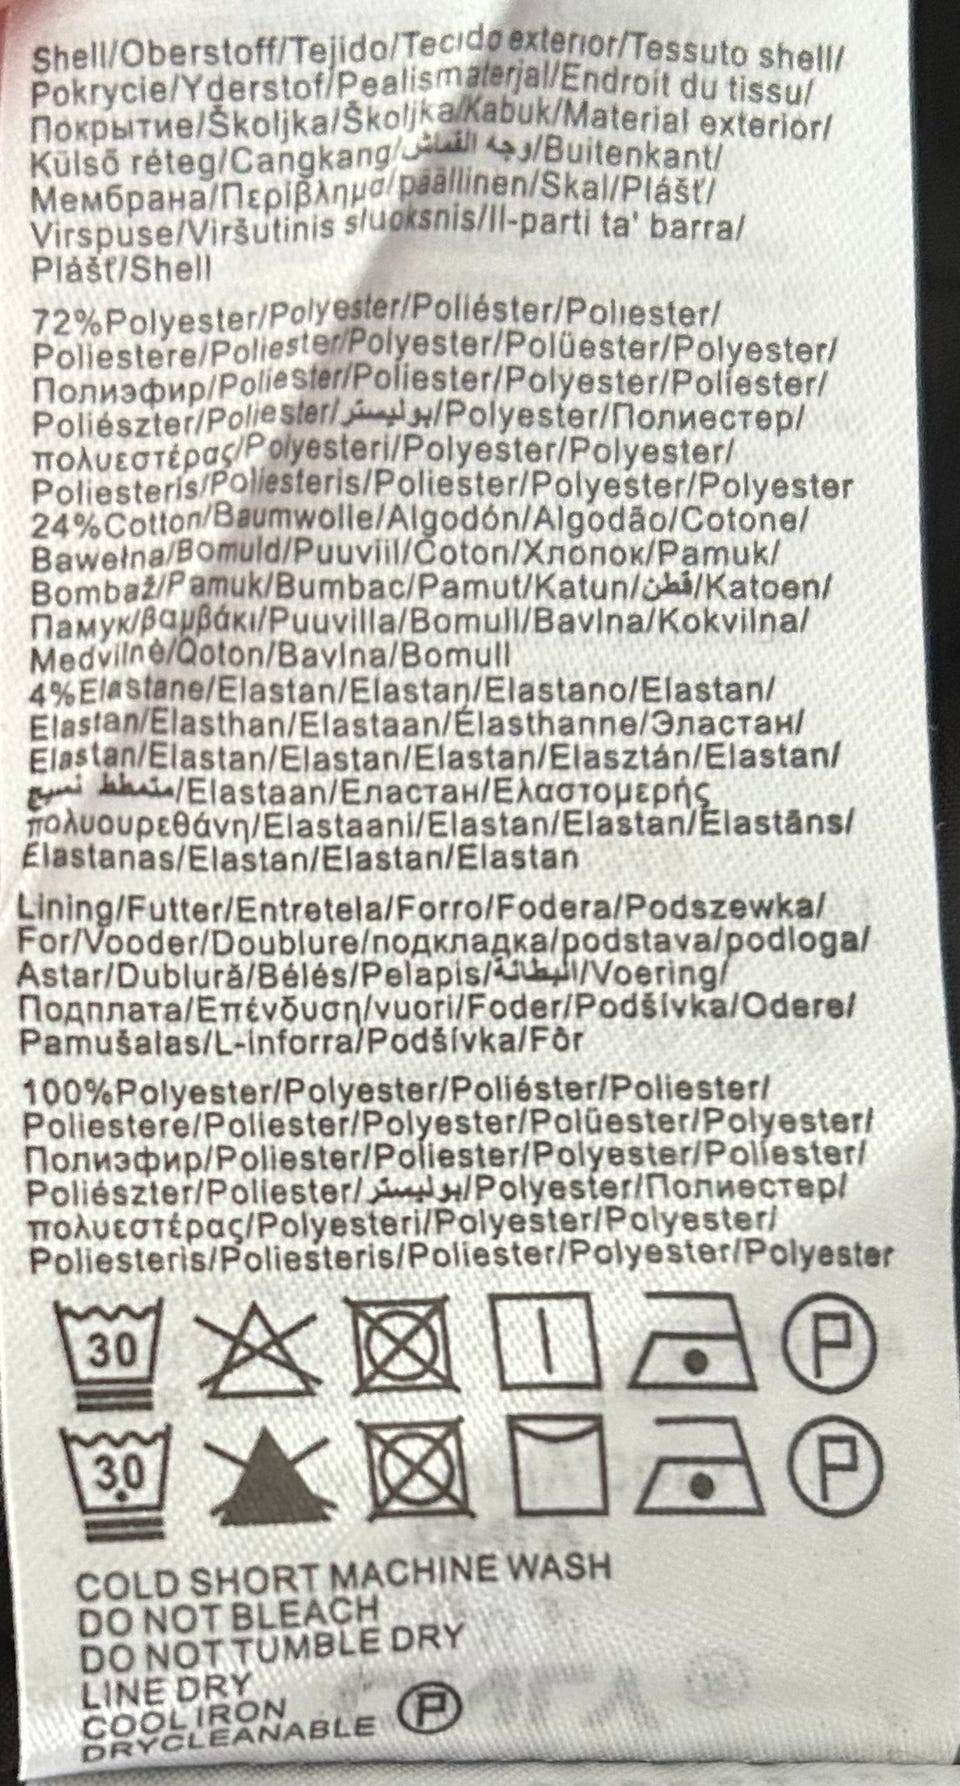 Shell/Oberstoff/Tejido/Tecido exterior/Tessuto shell/
Pokrycie/Yderstof/Pealismaterjal/Endroit du tissu/
Покрытие/Školjka/Školjka/Kabuk/Material exterior/
Külső réteg/Cangkang/وجه القماش/Buitenkant/
Мембрана/Περίβλημα/päällinen/Skal/Plášť/
Virspuse/Viršutinis sluoksnis/Il-parti ta' barra/
Plášť/Shell
72%Polyester/Polyester/Poliéster/Poliester/
Poliestere/Poliester/Polyester/Polüester/Polyester/
Полиэфир/Poliester/Poliester/Polyester/Poliester/
Poliészter/Poliester/بوليستر/Polyester/Полиестер/
πολυεστέρας/Polyesteri/Polyester/Polyester/
Poliesteris/Poliesteris/Poliester/Polyester/Polyester
24%Cotton/Baumwolle/Algodón/Algodão/Cotone/
Bawełna/Bomuld/Puuviil/Coton/Хлопок/Pamuk/
Bombaž/Pamuk/Bumbac/Pamut/Katun/قطن/Katoen/
Памук/βαμβάκι/Puuvilla/Bomull/Bavlna/Kokvilna/
Medvilnė/Qoton/Bavlna/Bomull
4%Elastane/Elastan/Elastan/Elastano/Elastan/
Elastan/Elasthan/Elastaan/Élasthanne/Эластан/
Elastan/Elastan/Elastan/Elastan/Elasztán/Elastan/
متمطط نسيج/Elastaan/Еластан/Ελαστομερής
πολυουρεθάνη/Elastaani/Elastan/Elastan/Elastāns/
Elastanas/Elastan/Elastan/Elastan
Lining/Futter/Entretela/Forro/Fodera/Podszewka/
For/Vooder/Doublure/подкладка/podstava/podloga/
Astar/Dublură/Bélés/Pelapis/البطانة/Voering/
Подплата/Επένδυση/vuori/Foder/Podšívka/Odere/
Pamušalas/L-inforra/Podšívka/Fôr
100%Polyester/Polyester/Poliéster/Poliester/
Poliestere/Poliester/Polyester/Polüester/Polyester/
Полиэфир/Poliester/Poliester/Polyester/Poliester/
Poliészter/Poliester/بوليستر/Polyester/Полиестер/
πολυεστέρας/Polyesteri/Polyester/Polyester/
Poliesteris/Poliesteris/Poliester/Polyester/Polyester
30 P
30 P
COLD SHORT MACHINE WASH
DO NOT BLEACH
DO NOT TUMBLE DRY
LINE DRY
COOL IRON
DRYCLEANABLE P